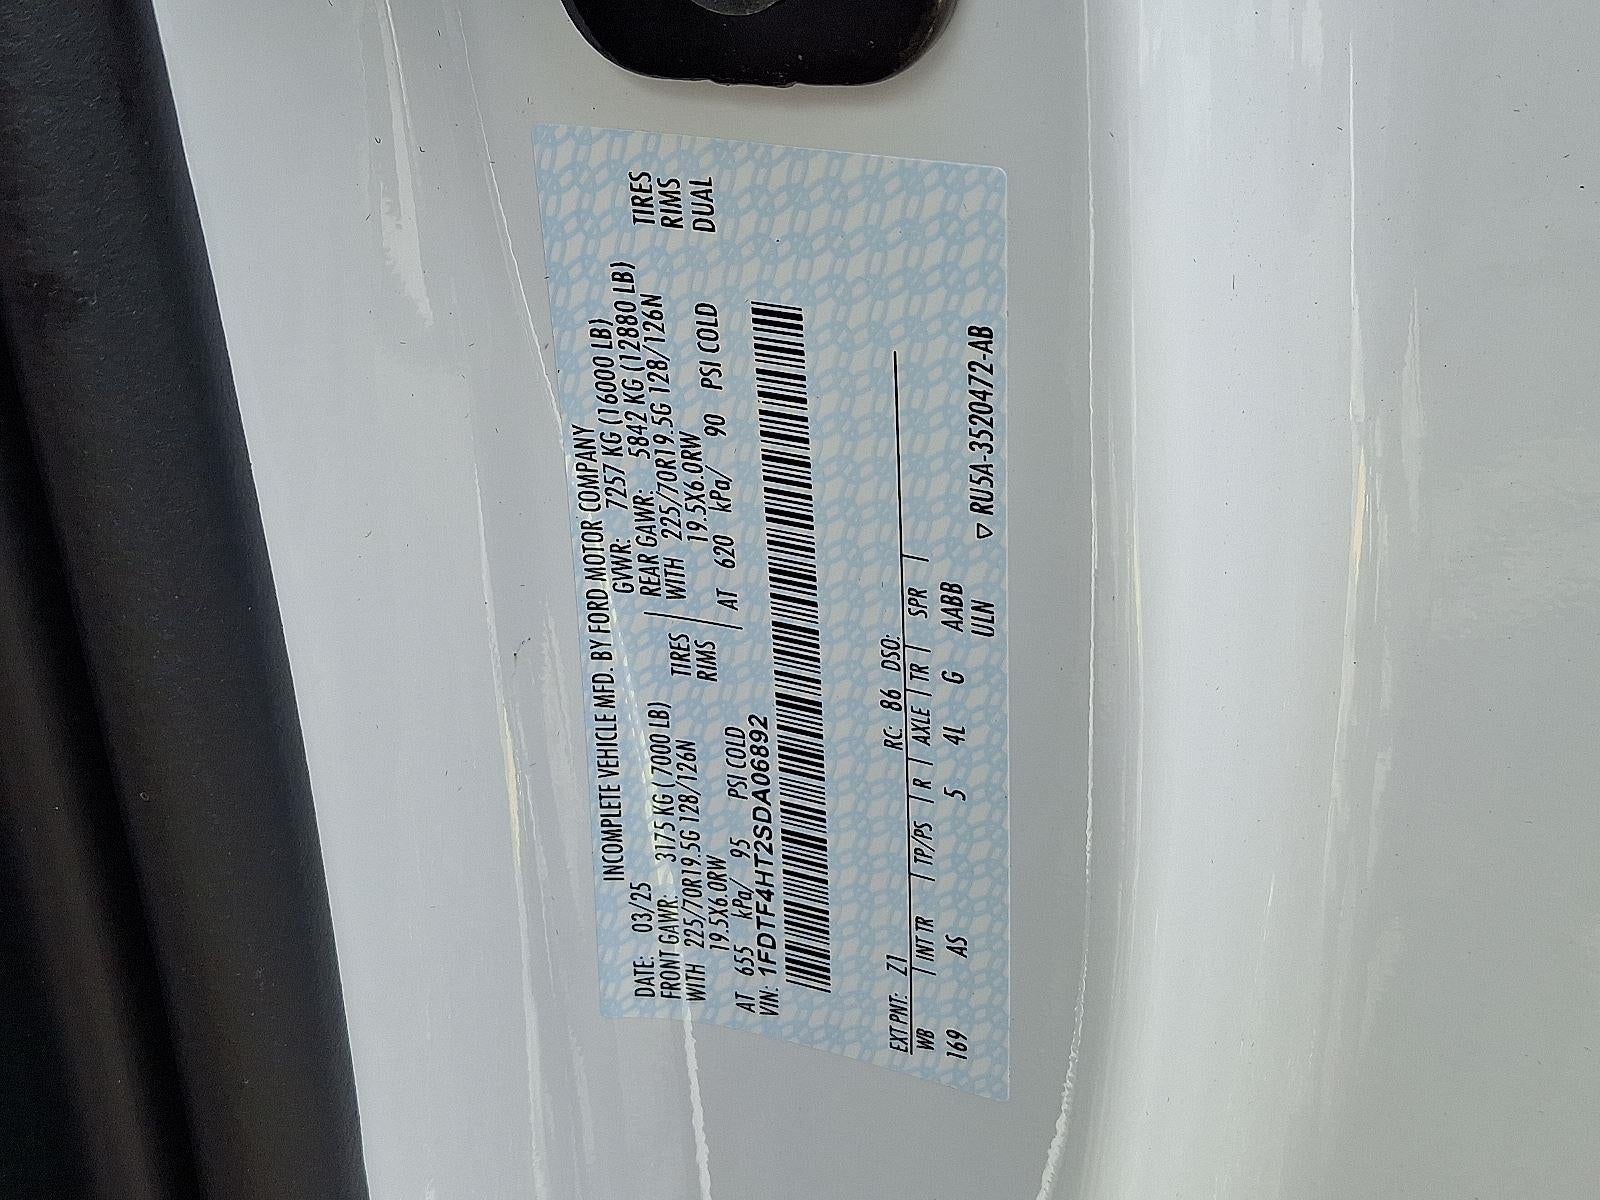 INCOMPLETE VEHICLE MFD. BY FORD MOTOR COMPANY
DATE: 03/25 GVWR: 7257 KG (16000 LB)
FRONT GAWR: 3175 KG (7000 LB) REAR GAWR: 5842 KG (12880 LB)
WITH 225/70R19.5G 128/126N TIRES WITH 225/70R19.5G 128/126N TIRES
19.5X6.0RW RIMS 19.5X6.0RW RIMS
AT 655 kPa/ 95 PSI COLD AT 620 kPa/ 90 PSI COLD DUAL
VIN: 1FDTF4HT2SDA06892
EXT PNT: Z1 RC: 86 DSO:
WB INT TR TP/PS R AXLE TR SPR
169 AS 5 4L G AABB
ULN
▽ RU5A-3520472-AB